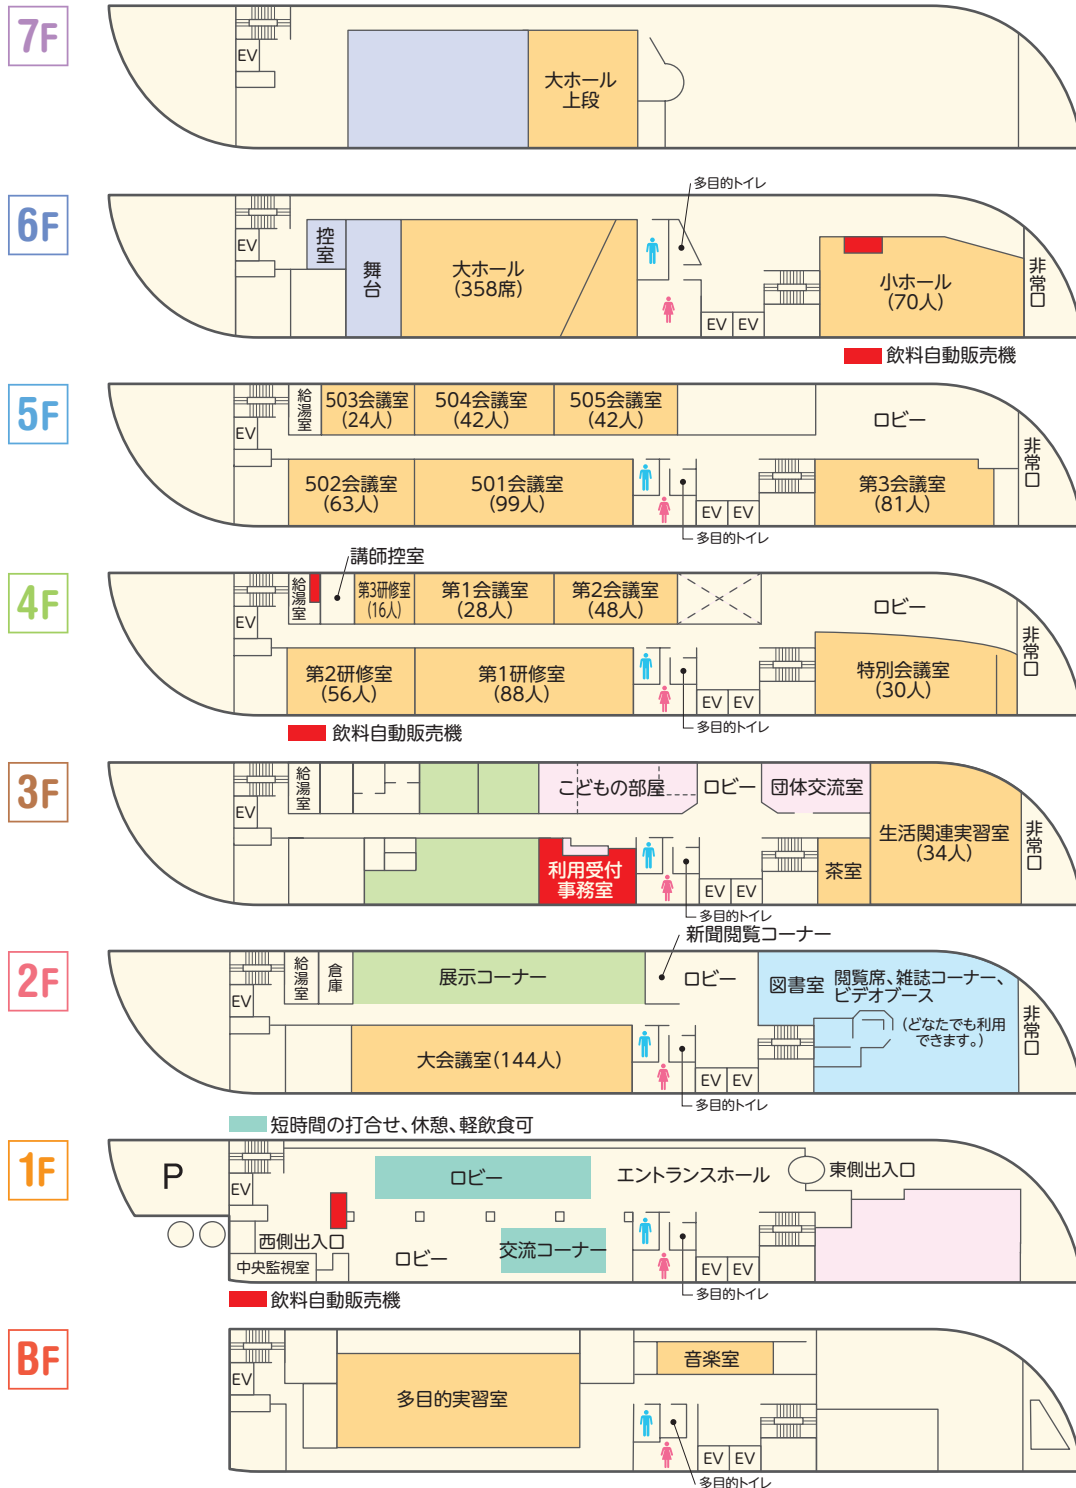 7F
EV
大ホール
上段
多目的トイレ
6F
EV
控室
舞台
大ホール
(358席)
EV EV
小ホール
(70人)
非常口
飲料自動販売機
5F
EV
給湯室
503会議室
(24人)
504会議室
(42人)
505会議室
(42人)
ロビー
非常口
502会議室
(63人)
501会議室
(99人)
EV EV
第3会議室
(81人)
多目的トイレ
講師控室
4F
EV
給湯室
第3研修室
(16人)
第1会議室
(28人)
第2会議室
(48人)
ロビー
非常口
第2研修室
(56人)
第1研修室
(88人)
EV EV
特別会議室
(30人)
多目的トイレ
飲料自動販売機
3F
EV
給湯室
こどもの部屋
ロビー
団体交流室
生活関連実習室
(34人)
非常口
利用受付
事務室
EV EV
茶室
多目的トイレ
新聞閲覧コーナー
2F
EV
給湯室
倉庫
展示コーナー
ロビー
図書室
閲覧席、雑誌コーナー、
ビデオブース
(どなたでも利用
できます。)
非常口
大会議室(144人)
EV EV
多目的トイレ
短時間の打合せ、休憩、軽飲食可
1F
P
EV
ロビー
エントランスホール
東側出入口
西側出入口
中央監視室
ロビー
交流コーナー
EV EV
多目的トイレ
飲料自動販売機
BF
EV
多目的実習室
音楽室
EV EV
多目的トイレ